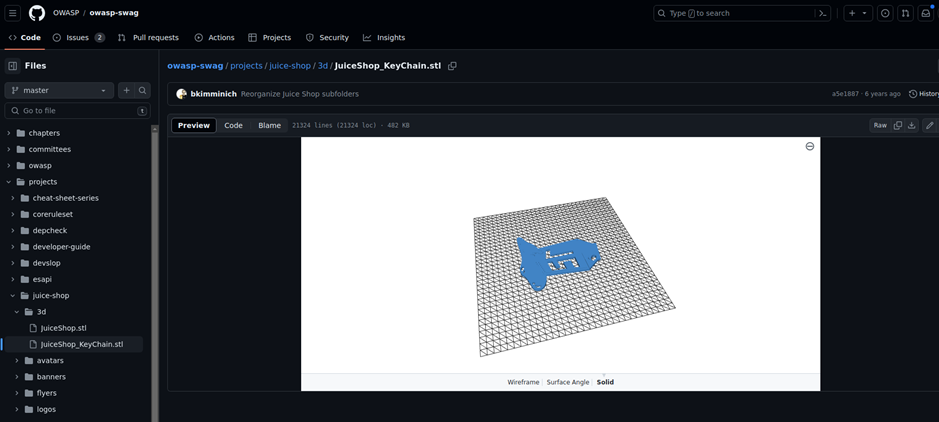 OWASP / owasp-swag
Type / to search
Code
Issues 2
Pull requests
Actions
Projects
Security
Insights
Files
master
Go to file t
chapters
committees
owasp
projects
cheat-sheet-series
coreruleset
depcheck
developer-guide
devslop
esapi
juice-shop
3d
JuiceShop.stl
JuiceShop_KeyChain.stl
avatars
banners
flyers
logos
owasp-swag / projects / juice-shop / 3d / JuiceShop_KeyChain.stl
bkimminich Reorganize Juice Shop subfolders
a5e1887 · 6 years ago
History
Preview Code Blame 21324 lines (21324 loc) · 482 KB
Raw
Wireframe Surface Angle Solid